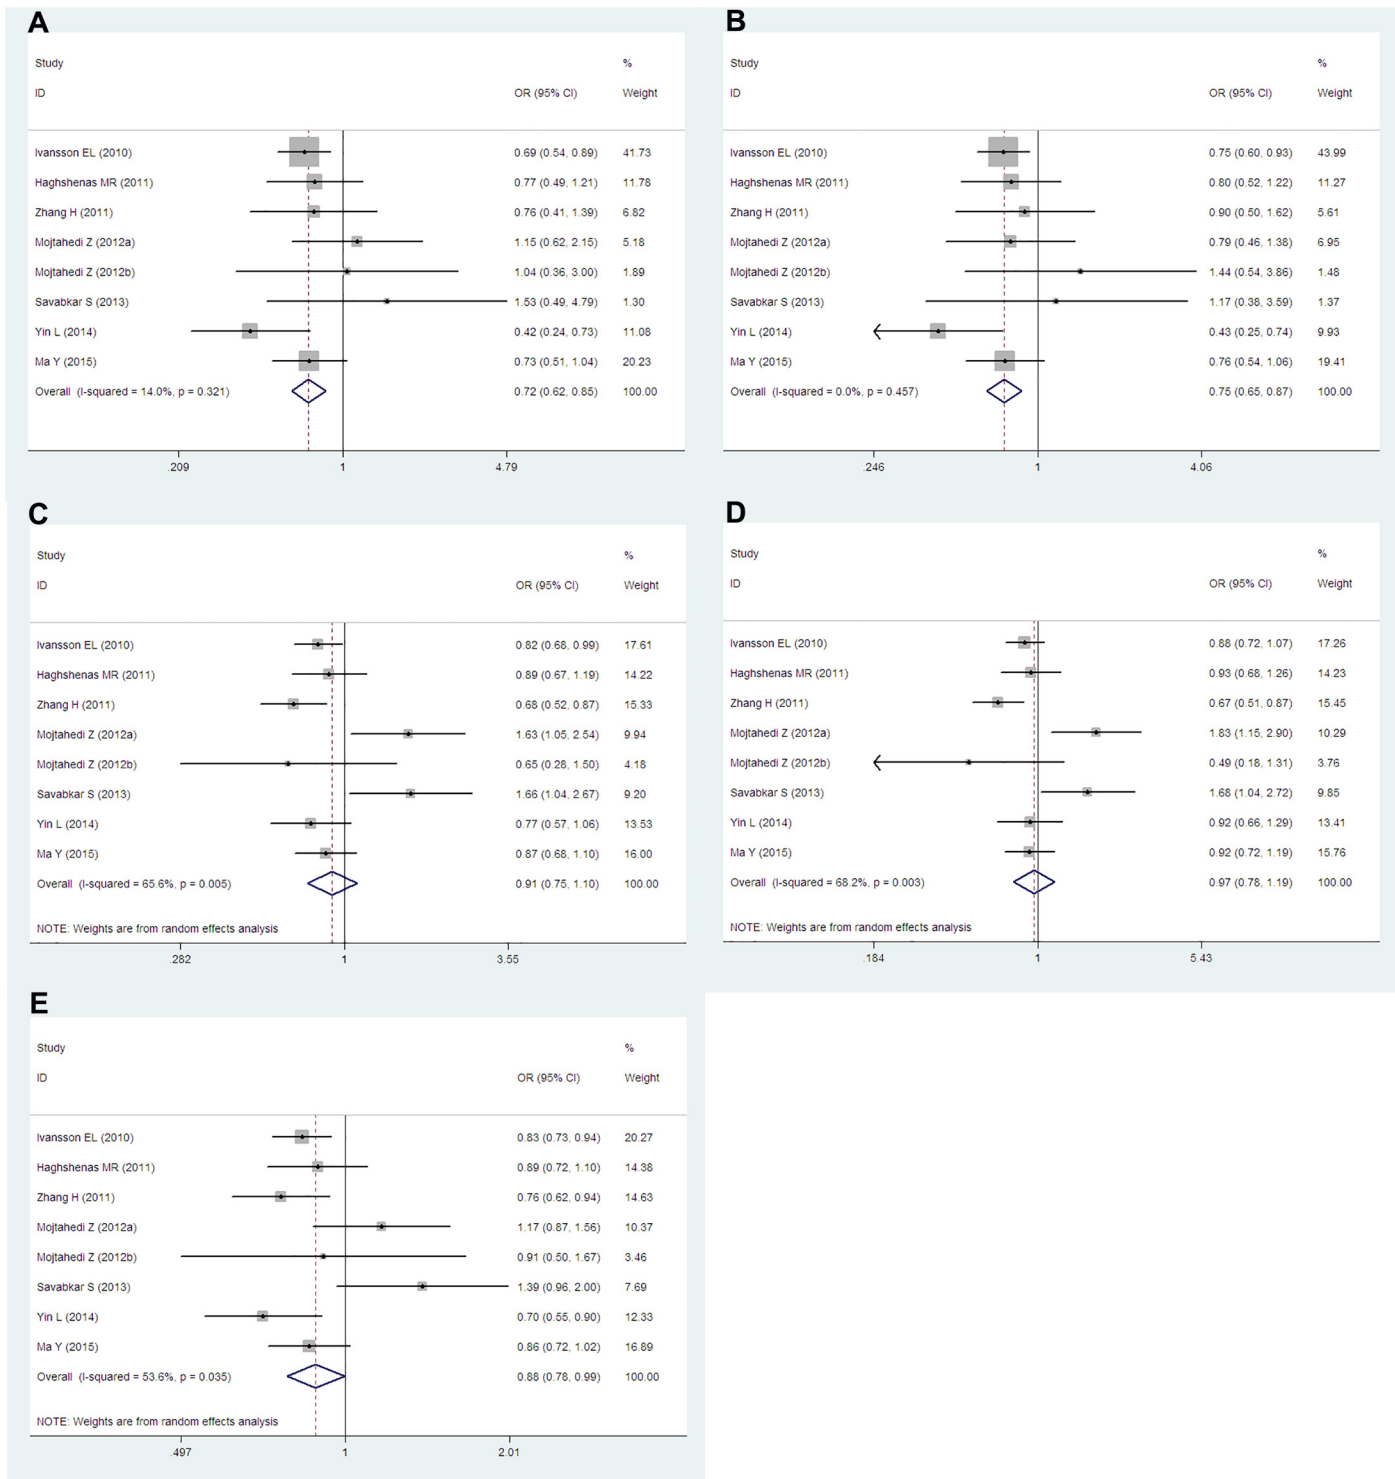 A
Study %
ID OR (95% CI) Weight
Ivansson EL (2010) 0.69 (0.54, 0.89) 41.73
Haghshenas MR (2011) 0.77 (0.49, 1.21) 11.78
Zhang H (2011) 0.76 (0.41, 1.39) 6.82
Mojtahedi Z (2012a) 1.15 (0.62, 2.15) 5.18
Mojtahedi Z (2012b) 1.04 (0.36, 3.00) 1.89
Savabkar S (2013) 1.53 (0.49, 4.79) 1.30
Yin L (2014) 0.42 (0.24, 0.73) 11.08
Ma Y (2015) 0.73 (0.51, 1.04) 20.23
Overall (I-squared = 14.0%, p = 0.321) 0.72 (0.62, 0.85) 100.00
.209 1 4.79
B
Study %
ID OR (95% CI) Weight
Ivansson EL (2010) 0.75 (0.60, 0.93) 43.99
Haghshenas MR (2011) 0.80 (0.52, 1.22) 11.27
Zhang H (2011) 0.90 (0.50, 1.62) 5.61
Mojtahedi Z (2012a) 0.79 (0.46, 1.38) 6.95
Mojtahedi Z (2012b) 1.44 (0.54, 3.86) 1.48
Savabkar S (2013) 1.17 (0.38, 3.59) 1.37
Yin L (2014) 0.43 (0.25, 0.74) 9.93
Ma Y (2015) 0.76 (0.54, 1.06) 19.41
Overall (I-squared = 0.0%, p = 0.457) 0.75 (0.65, 0.87) 100.00
.246 1 4.06
C
Study %
ID OR (95% CI) Weight
Ivansson EL (2010) 0.82 (0.68, 0.99) 17.61
Haghshenas MR (2011) 0.89 (0.67, 1.19) 14.22
Zhang H (2011) 0.68 (0.52, 0.87) 15.33
Mojtahedi Z (2012a) 1.63 (1.05, 2.54) 9.94
Mojtahedi Z (2012b) 0.65 (0.28, 1.50) 4.18
Savabkar S (2013) 1.66 (1.04, 2.67) 9.20
Yin L (2014) 0.77 (0.57, 1.06) 13.53
Ma Y (2015) 0.87 (0.68, 1.10) 16.00
Overall (I-squared = 65.6%, p = 0.005) 0.91 (0.75, 1.10) 100.00
NOTE: Weights are from random effects analysis
.282 1 3.55
D
Study %
ID OR (95% CI) Weight
Ivansson EL (2010) 0.88 (0.72, 1.07) 17.26
Haghshenas MR (2011) 0.93 (0.68, 1.26) 14.23
Zhang H (2011) 0.67 (0.51, 0.87) 15.45
Mojtahedi Z (2012a) 1.83 (1.15, 2.90) 10.29
Mojtahedi Z (2012b) 0.49 (0.18, 1.31) 3.76
Savabkar S (2013) 1.68 (1.04, 2.72) 9.85
Yin L (2014) 0.92 (0.66, 1.29) 13.41
Ma Y (2015) 0.92 (0.72, 1.19) 15.76
Overall (I-squared = 68.2%, p = 0.003) 0.97 (0.78, 1.19) 100.00
NOTE: Weights are from random effects analysis
.184 1 5.43
E
Study %
ID OR (95% CI) Weight
Ivansson EL (2010) 0.83 (0.73, 0.94) 20.27
Haghshenas MR (2011) 0.89 (0.72, 1.10) 14.38
Zhang H (2011) 0.76 (0.62, 0.94) 14.63
Mojtahedi Z (2012a) 1.17 (0.87, 1.56) 10.37
Mojtahedi Z (2012b) 0.91 (0.50, 1.67) 3.46
Savabkar S (2013) 1.39 (0.96, 2.00) 7.69
Yin L (2014) 0.70 (0.55, 0.90) 12.33
Ma Y (2015) 0.86 (0.72, 1.02) 16.89
Overall (I-squared = 53.6%, p = 0.035) 0.88 (0.78, 0.99) 100.00
NOTE: Weights are from random effects analysis
.497 1 2.01